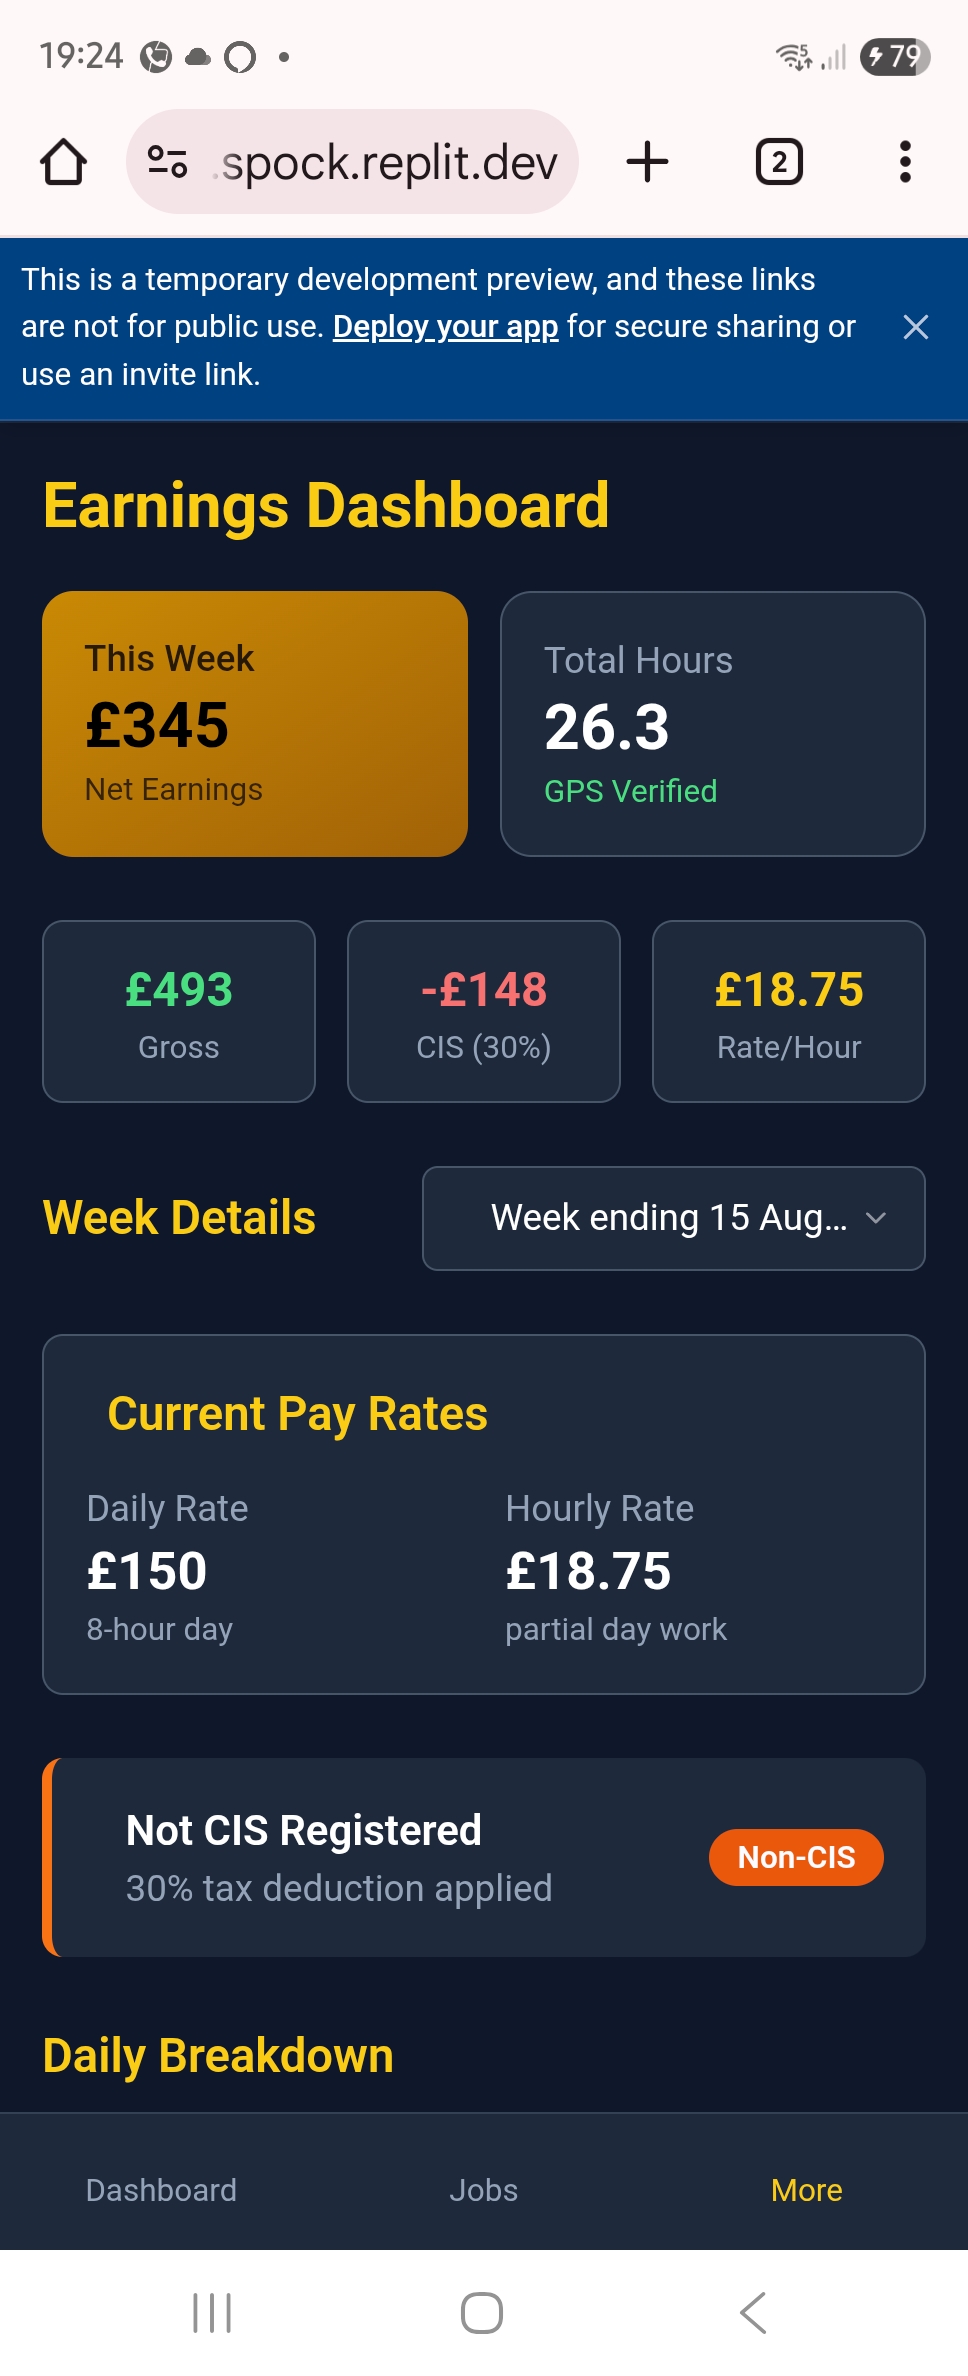 19:24
5
79
.spock.replit.dev
2
This is a temporary development preview, and these links
are not for public use. Deploy your app for secure sharing or
use an invite link.
Earnings Dashboard
This Week
£345
Net Earnings
Total Hours
26.3
GPS Verified
£493
Gross
-£148
CIS (30%)
£18.75
Rate/Hour
Week Details
Week ending 15 Aug...
Current Pay Rates
Daily Rate
£150
8-hour day
Hourly Rate
£18.75
partial day work
Not CIS Registered
30% tax deduction applied
Non-CIS
Daily Breakdown
Dashboard
Jobs
More